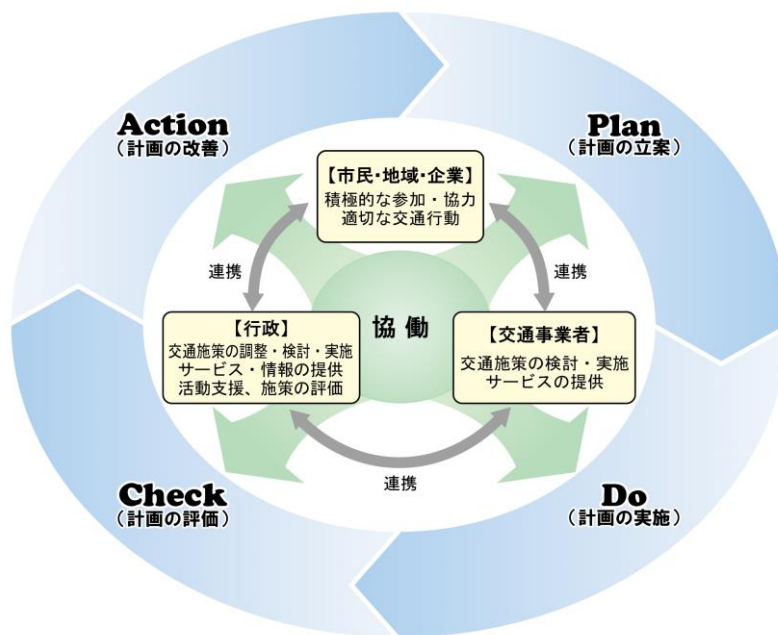 Action
(計画の改善)
Plan
(計画の立案)
【市民・地域・企業】
積極的な参加・協力
適切な交通行動
連携
連携
【行政】
交通施策の調整・検討・実施
サービス・情報の提供
活動支援、施策の評価
協働
【交通事業者】
交通施策の検討・実施
サービスの提供
連携
Check
(計画の評価)
Do
(計画の実施)